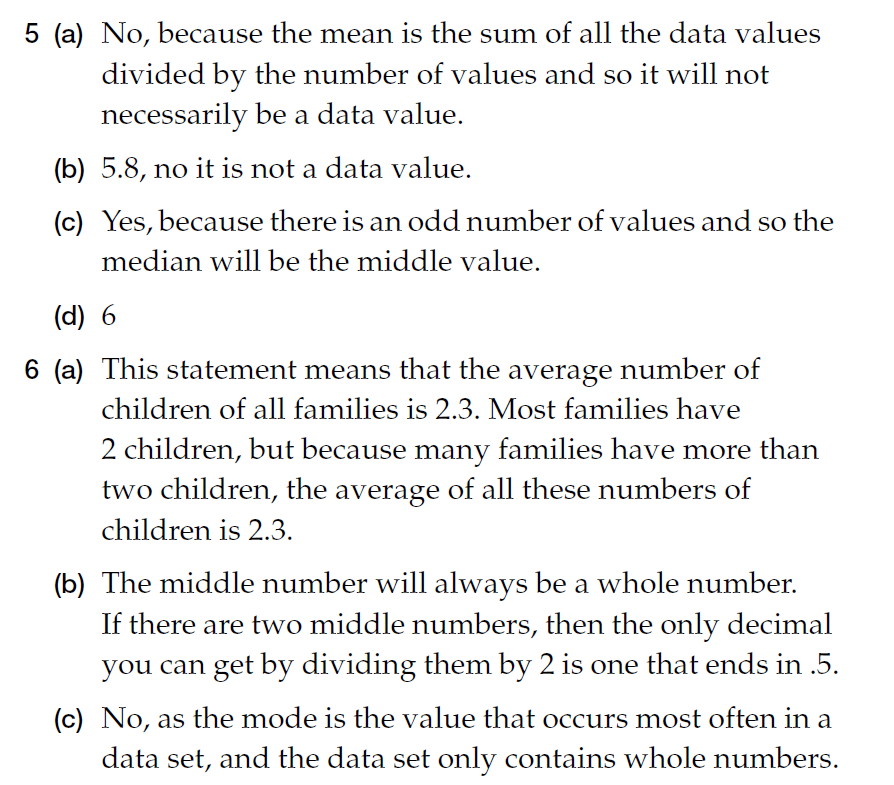 5 (a) No, because the mean is the sum of all the data values
divided by the number of values and so it will not
necessarily be a data value.
(b) 5.8, no it is not a data value.
(c) Yes, because there is an odd number of values and so the
median will be the middle value.
(d) 6
6 (a) This statement means that the average number of
children of all families is 2.3. Most families have
2 children, but because many families have more than
two children, the average of all these numbers of
children is 2.3.
(b) The middle number will always be a whole number.
If there are two middle numbers, then the only decimal
you can get by dividing them by 2 is one that ends in .5.
(c) No, as the mode is the value that occurs most often in a
data set, and the data set only contains whole numbers.